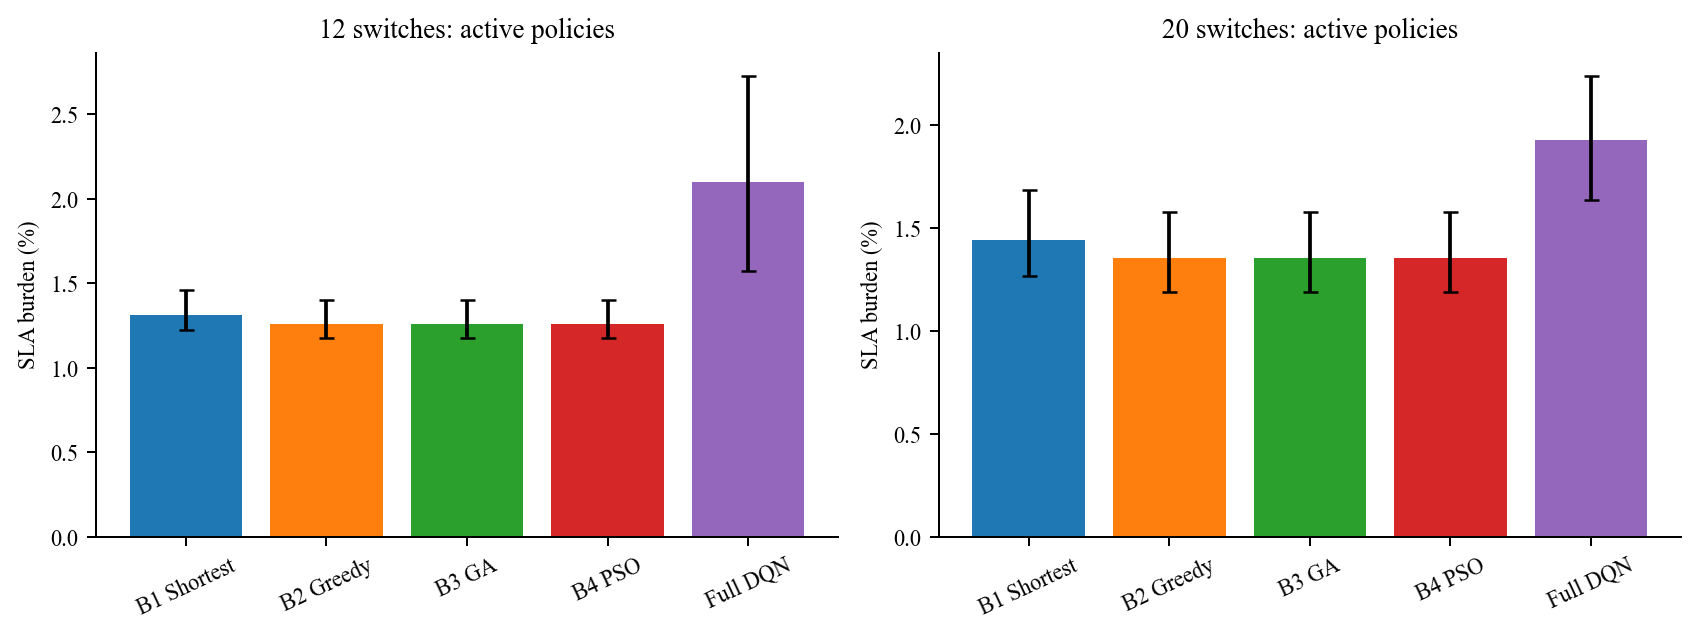 12 switches: active policies
SLA burden (%)
2.5
2.0
1.5
1.0
0.5
0.0
B1 Shortest
B2 Greedy
B3 GA
B4 PSO
Full DQN
20 switches: active policies
SLA burden (%)
2.0
1.5
1.0
0.5
0.0
B1 Shortest
B2 Greedy
B3 GA
B4 PSO
Full DQN